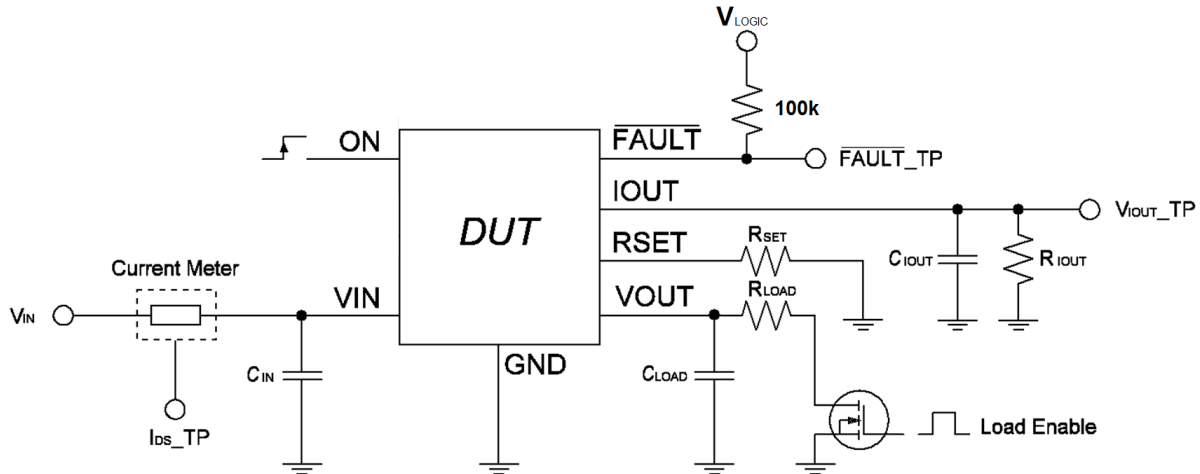 VLOGIC
100k
ON
FAULT
FAULT_TP
IOUT
VIOUT_TP
DUT
RSET
RSET
CIOUT
RIOUT
Current Meter
VIN
VIN
VOUT
RLOAD
GND
CIN
CLOAD
IDS_TP
Load Enable